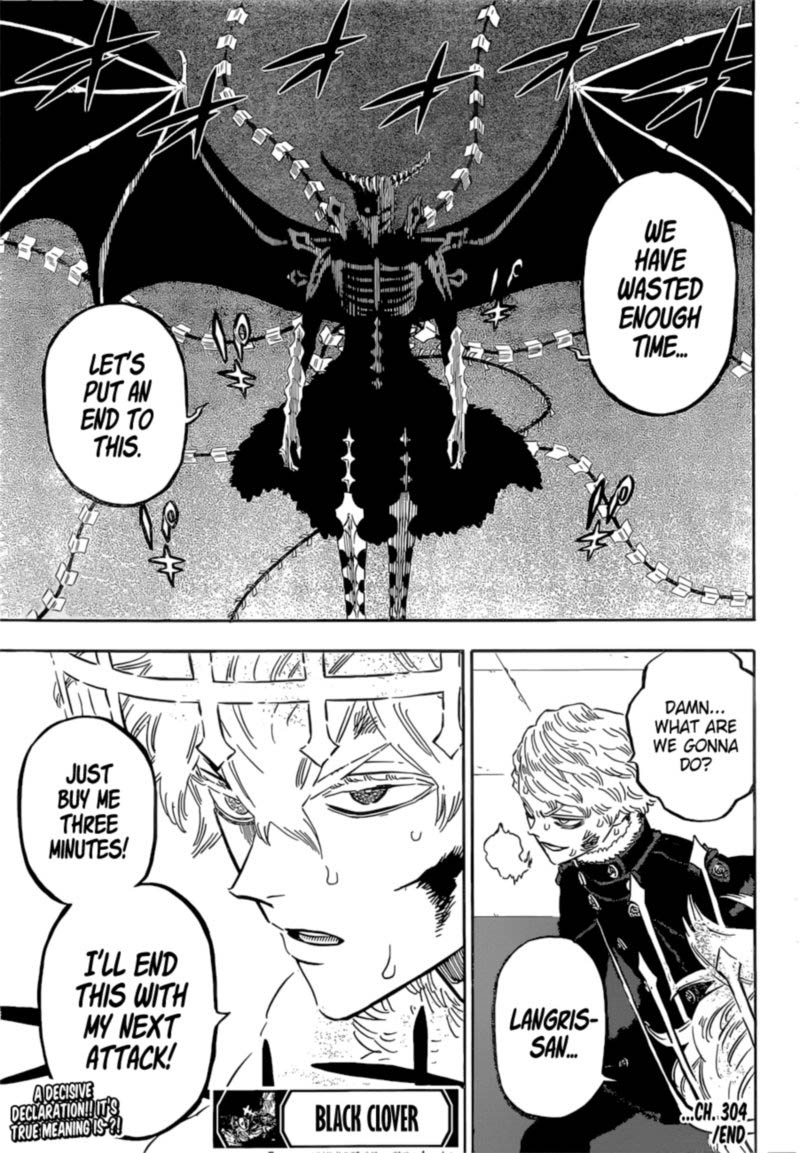 WE
HAVE
WASTED
ENOUGH
TIME...
LET'S
PUT AN
END TO
THIS.
DAMN...
WHAT ARE
WE GONNA
DO?
LANGRIS-
SAN...
JUST
BUY ME
THREE
MINUTES!
I'LL END
THIS WITH
MY NEXT
ATTACK!
A DECISIVE
DECLARATION!! IT'S
TRUE MEANING IS-?!
BLACK CLOVER
...CH. 304
/END